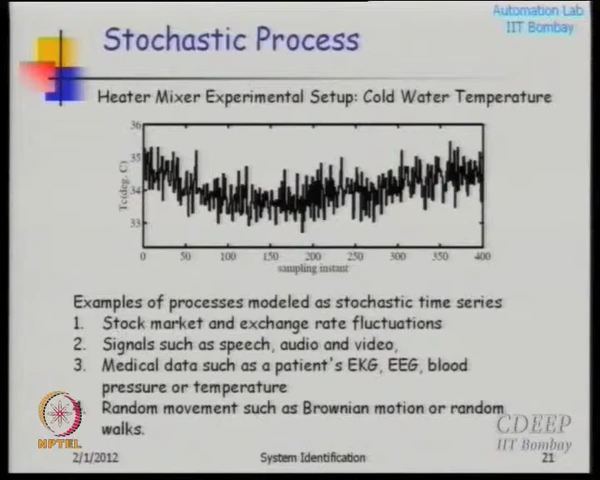 Automation Lab
IIT Bombay
Stochastic Process
Heater Mixer Experimental Setup: Cold Water Temperature
36
35
34
33
Tc(deg. C)
0 50 100 150 200 250 300 350 400
sampling instant
Examples of processes modeled as stochastic time series
1. Stock market and exchange rate fluctuations
2. Signals such as speech, audio and video,
3. Medical data such as a patient's EKG, EEG, blood
pressure or temperature
4. Random movement such as Brownian motion or random
walks.
NPTEL
CDEEP
IIT Bombay
2/1/2012 System Identification 21